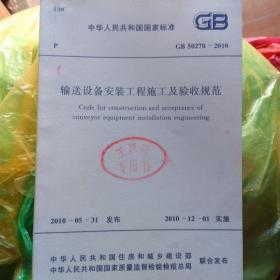 UDC
中华人民共和国国家标准
GB
P
GB 50270-2010
输送设备安装工程施工及验收规范
Code for construction and acceptance of
conveyor equipment installation engineering
专用书
2010-05-31 发布
2010-12-01 实施
中华人民共和国住房和城乡建设部
中华人民共和国国家质量监督检验检疫总局
联合发布